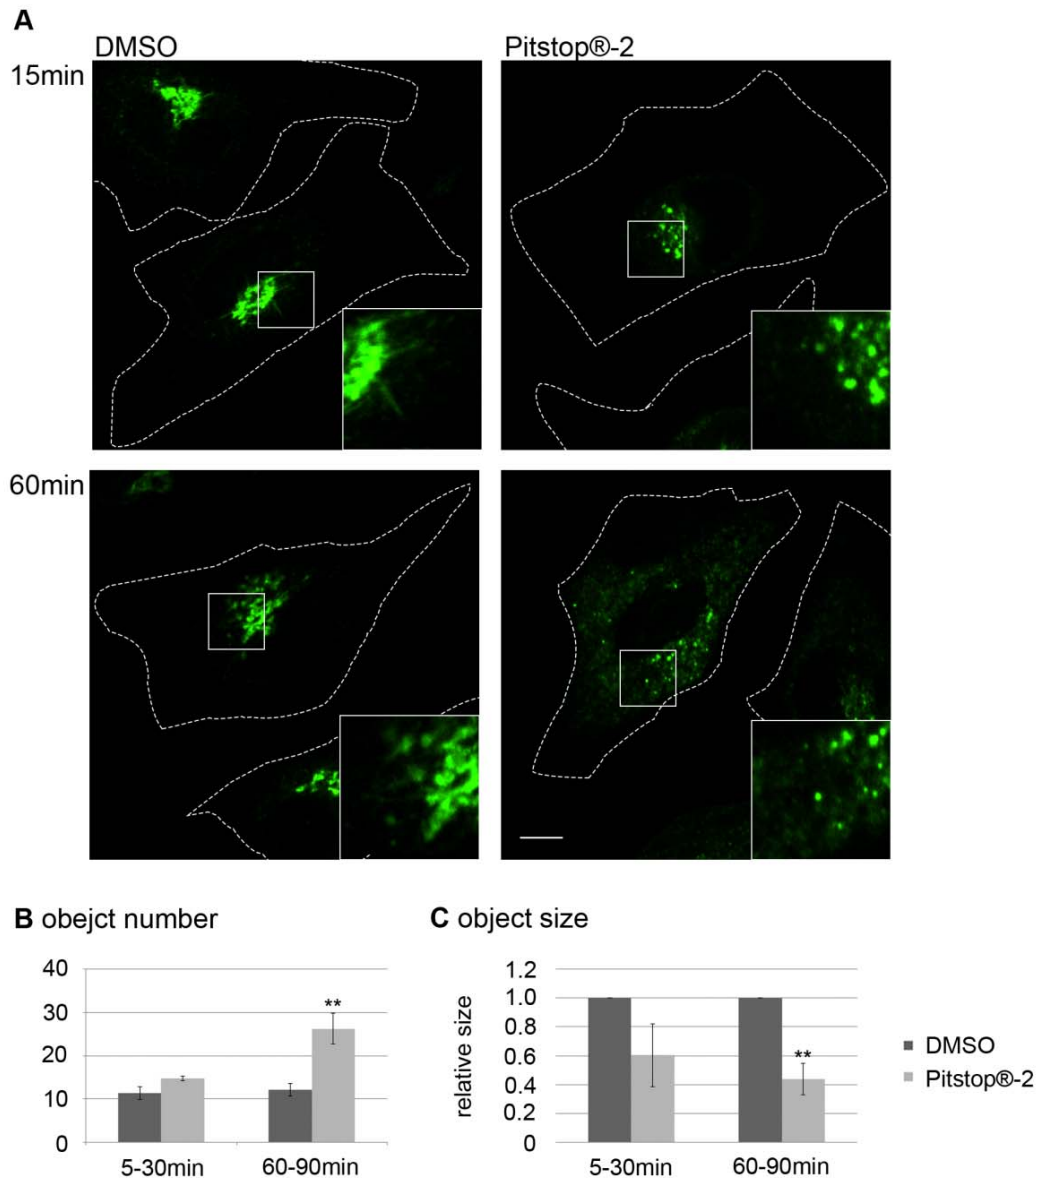 A
DMSO
Pitstop®-2
15min
60min
B obejct number
40
30
20
10
0
**
5-30min
60-90min
C object size
relative size
1.2
1.0
0.8
0.6
0.4
0.2
0
**
5-30min
60-90min
DMSO
Pitstop®-2